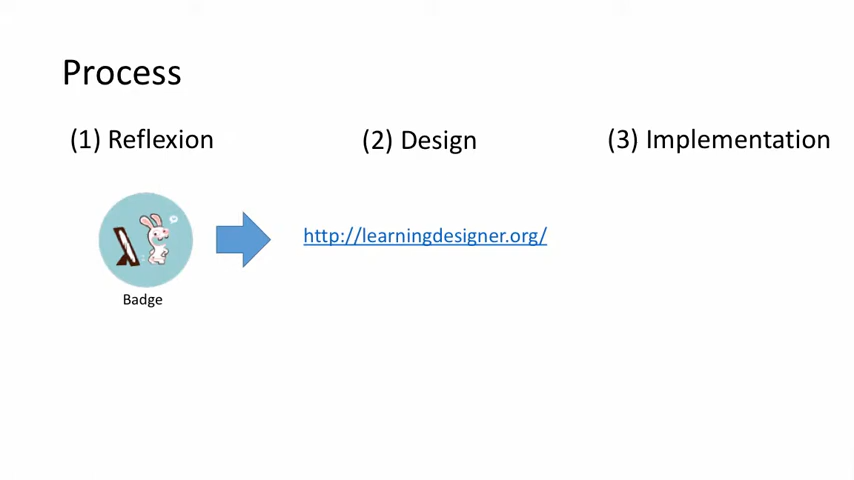 Process
(1) Reflexion
(2) Design
(3) Implementation
http://learningdesigner.org/
Badge